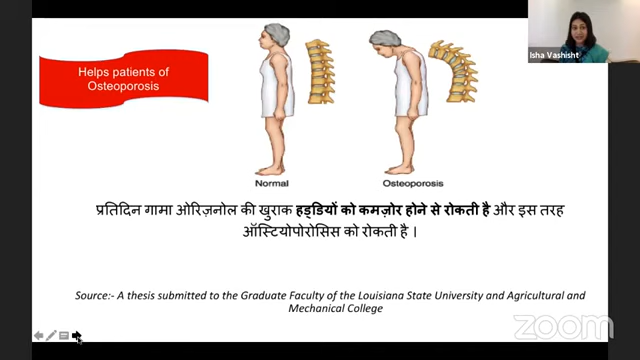 Helps patients of
Osteoporosis
Isha Vashisht
Normal
Osteoporosis
प्रतिदिन गामा ओरिज़नोल की खुराक हड्डियों को कमज़ोर होने से रोकती है और इस तरह
ऑस्टियोपोरोसिस को रोकती है ।
Source:- A thesis submitted to the Graduate Faculty of the Louisiana State University and Agricultural and
Mechanical College
zoom